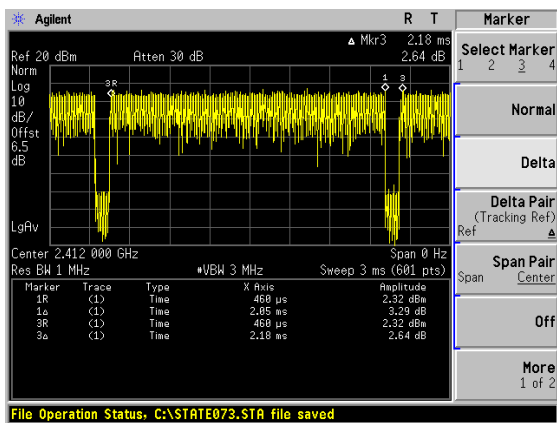 Agilent R T Marker
Δ Mkr3 2.18 ms
Ref 20 dBm Atten 30 dB 2.64 dB
Norm
Log
10
dB/
Offst
6.5
dB
LgAv
3R
1 3
Center 2.412 000 GHz Span 0 Hz
Res BW 1 MHz #VBW 3 MHz Sweep 3 ms (601 pts)
Marker Trace Type X Axis Amplitude
1R (1) Time 460 µs 2.32 dBm
1Δ (1) Time 2.05 ms 3.29 dB
3R (1) Time 460 µs 2.32 dBm
3Δ (1) Time 2.18 ms 2.64 dB
Select Marker
1 2 3 4
Normal
Delta
Delta Pair
(Tracking Ref)
Ref Δ
Span Pair
Span Center
Off
More
1 of 2
File Operation Status, C:\STATE073.STA file saved